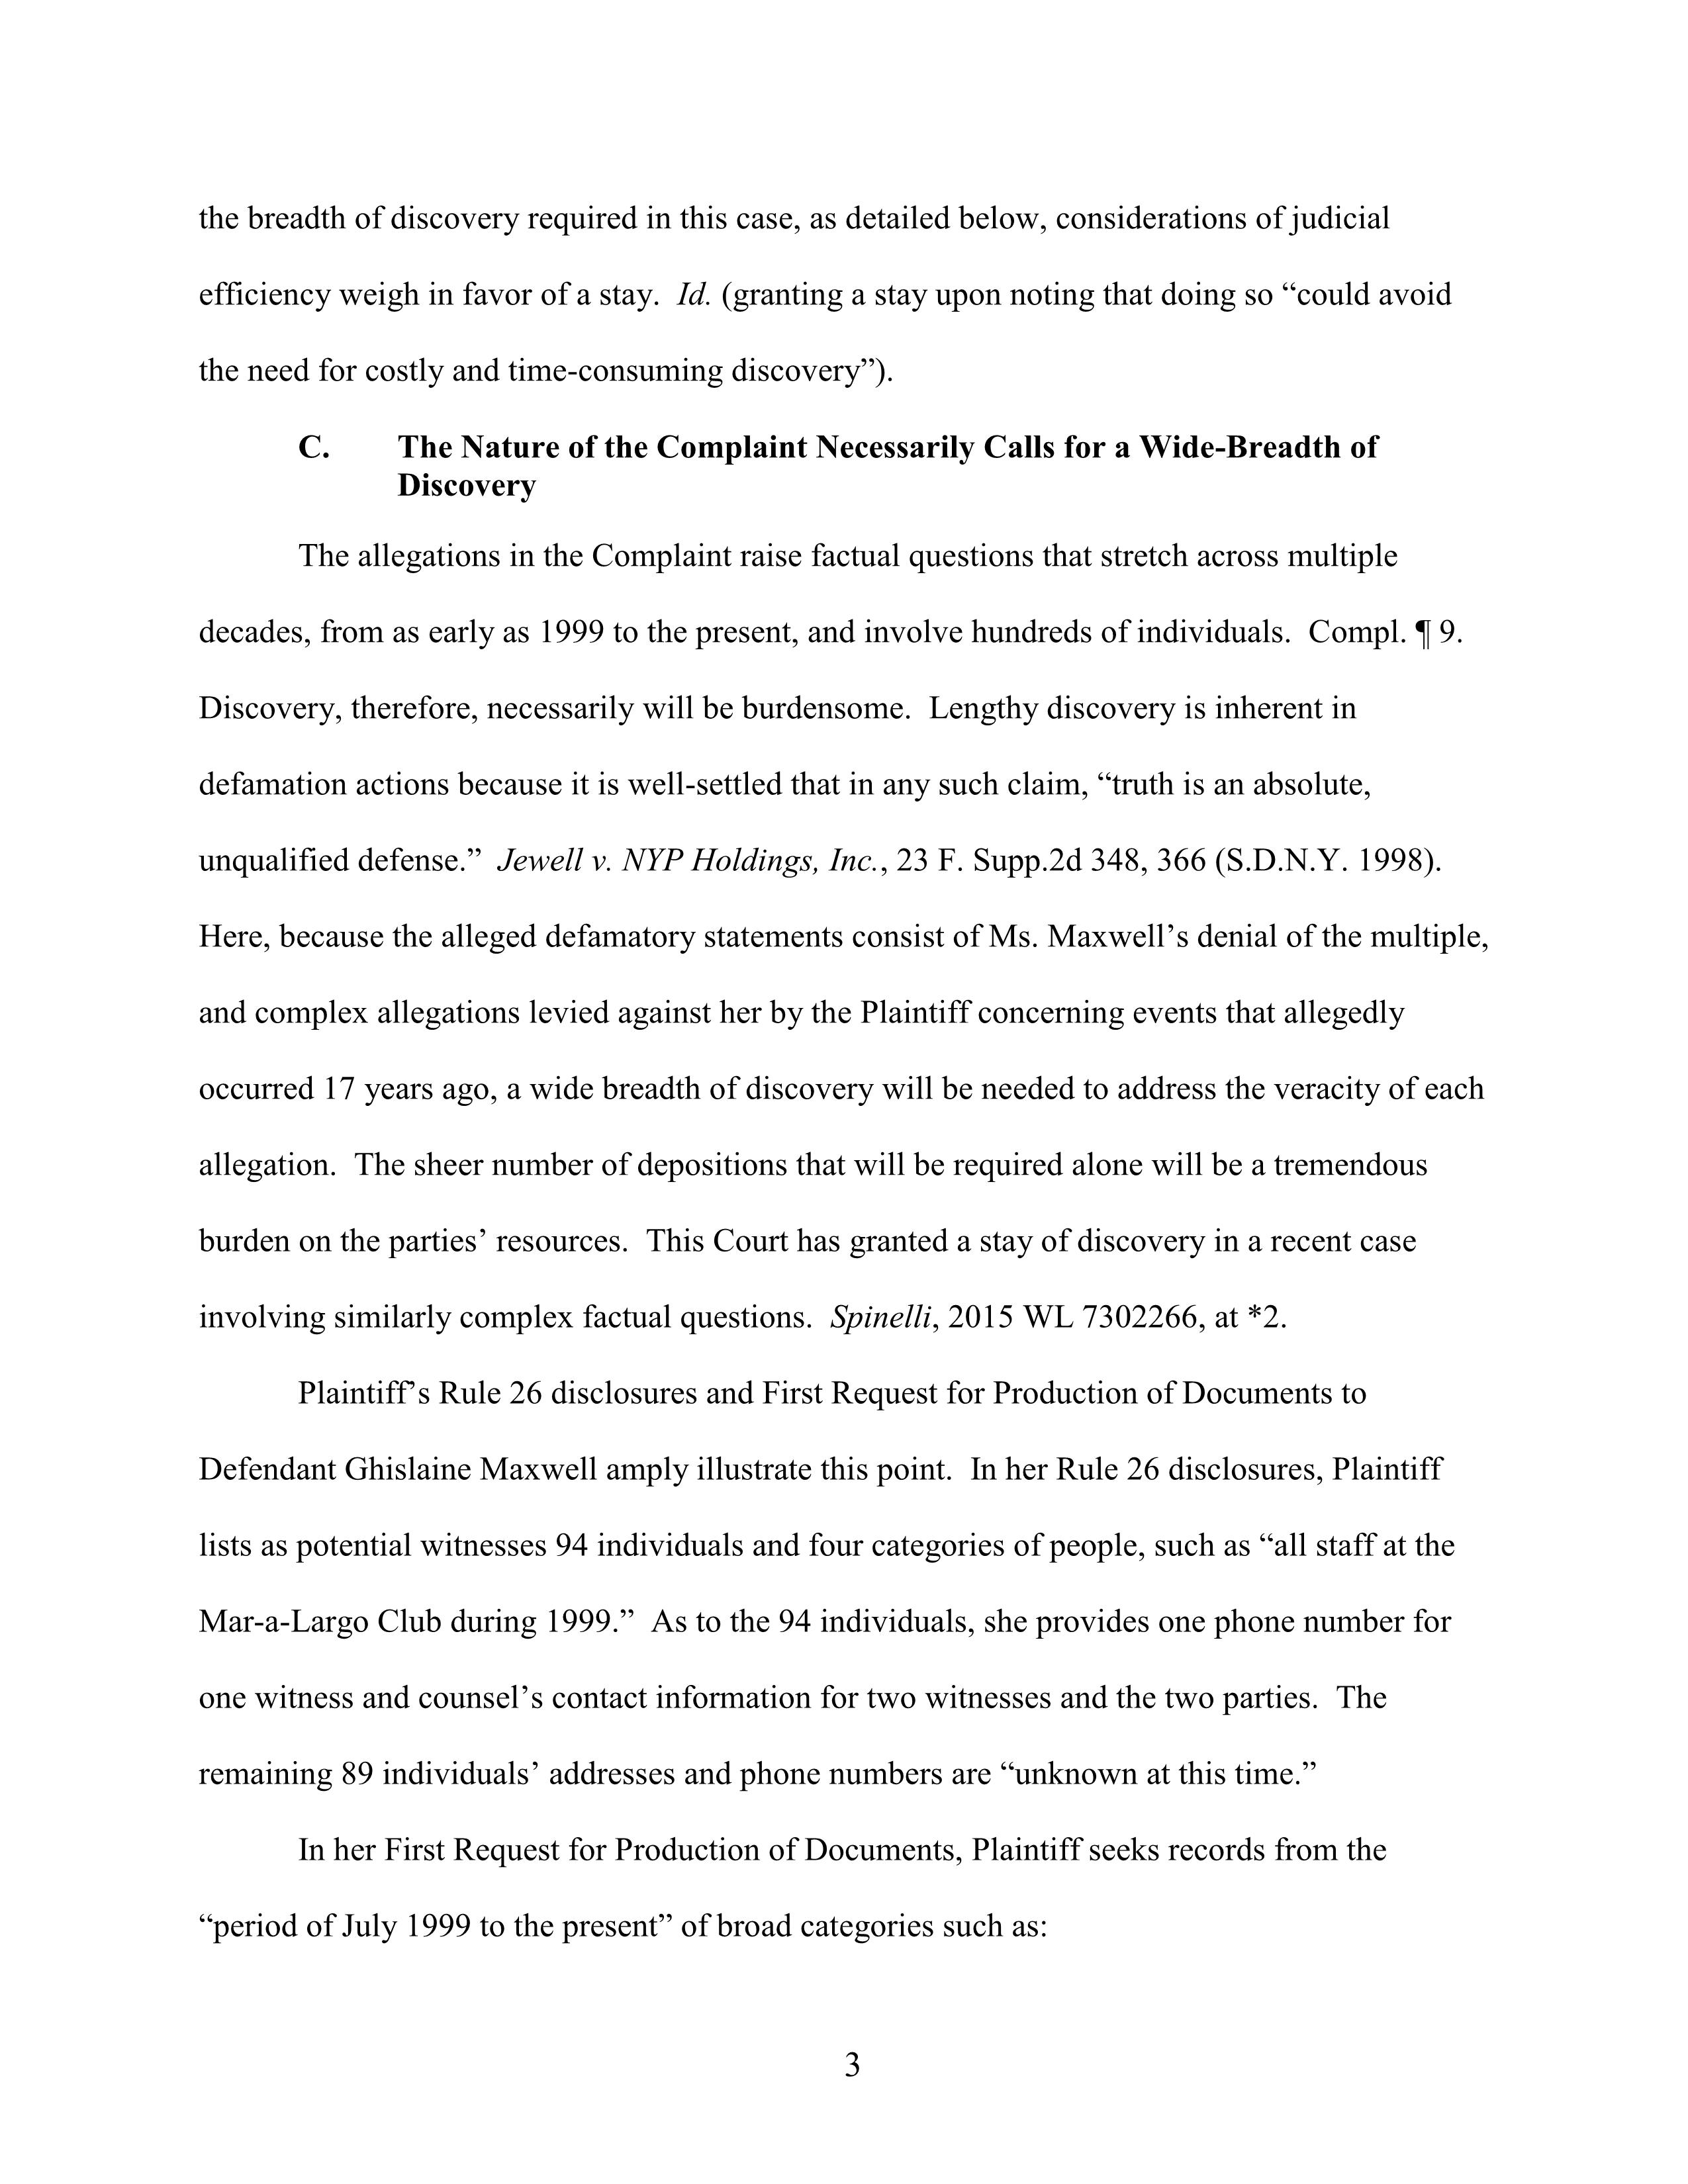 the breadth of discovery required in this case, as detailed below, considerations of judicial
efficiency weigh in favor of a stay.  Id. (granting a stay upon noting that doing so “could avoid
the need for costly and time-consuming discovery”).
C. The Nature of the Complaint Necessarily Calls for a Wide-Breadth of
Discovery
The allegations in the Complaint raise factual questions that stretch across multiple
decades, from as early as 1999 to the present, and involve hundreds of individuals.  Compl. ¶ 9.
Discovery, therefore, necessarily will be burdensome.  Lengthy discovery is inherent in
defamation actions because it is well-settled that in any such claim, “truth is an absolute,
unqualified defense.”  Jewell v. NYP Holdings, Inc., 23 F. Supp.2d 348, 366 (S.D.N.Y. 1998).
Here, because the alleged defamatory statements consist of Ms. Maxwell’s denial of the multiple,
and complex allegations levied against her by the Plaintiff concerning events that allegedly
occurred 17 years ago, a wide breadth of discovery will be needed to address the veracity of each
allegation.  The sheer number of depositions that will be required alone will be a tremendous
burden on the parties’ resources.  This Court has granted a stay of discovery in a recent case
involving similarly complex factual questions.  Spinelli, 2015 WL 7302266, at *2.
Plaintiff’s Rule 26 disclosures and First Request for Production of Documents to
Defendant Ghislaine Maxwell amply illustrate this point.  In her Rule 26 disclosures, Plaintiff
lists as potential witnesses 94 individuals and four categories of people, such as “all staff at the
Mar-a-Largo Club during 1999.”  As to the 94 individuals, she provides one phone number for
one witness and counsel’s contact information for two witnesses and the two parties.  The
remaining 89 individuals’ addresses and phone numbers are “unknown at this time.”
In her First Request for Production of Documents, Plaintiff seeks records from the
“period of July 1999 to the present” of broad categories such as:
3